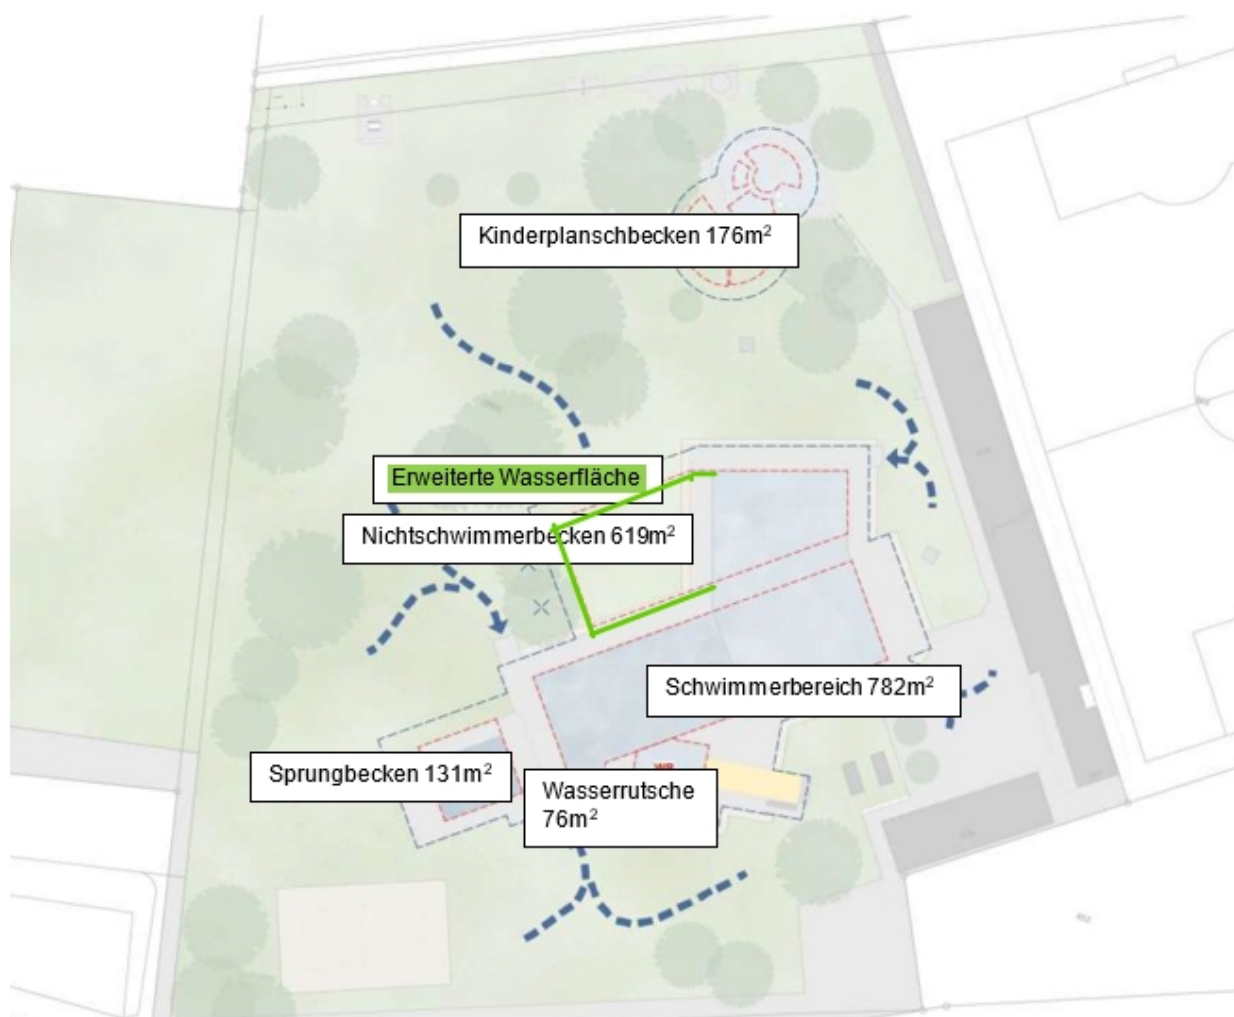 Kinderplanschbecken 176m²
Erweiterte Wasserfläche
Nichtschwimmerbecken 619m²
Schwimmerbereich 782m²
Sprungbecken 131m²
Wasserrutsche
76m²